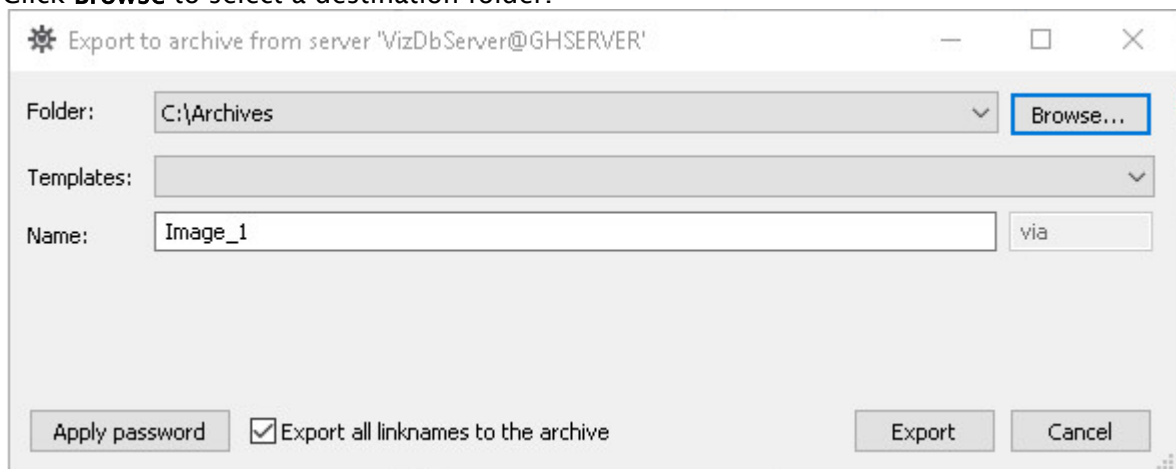 Click Browse to select a destination folder.
Export to archive from server 'VizDbServer@GHSERVER'
Folder: C:\Archives Browse...
Templates:
Name: Image_1 via
Apply password Export all linknames to the archive Export Cancel